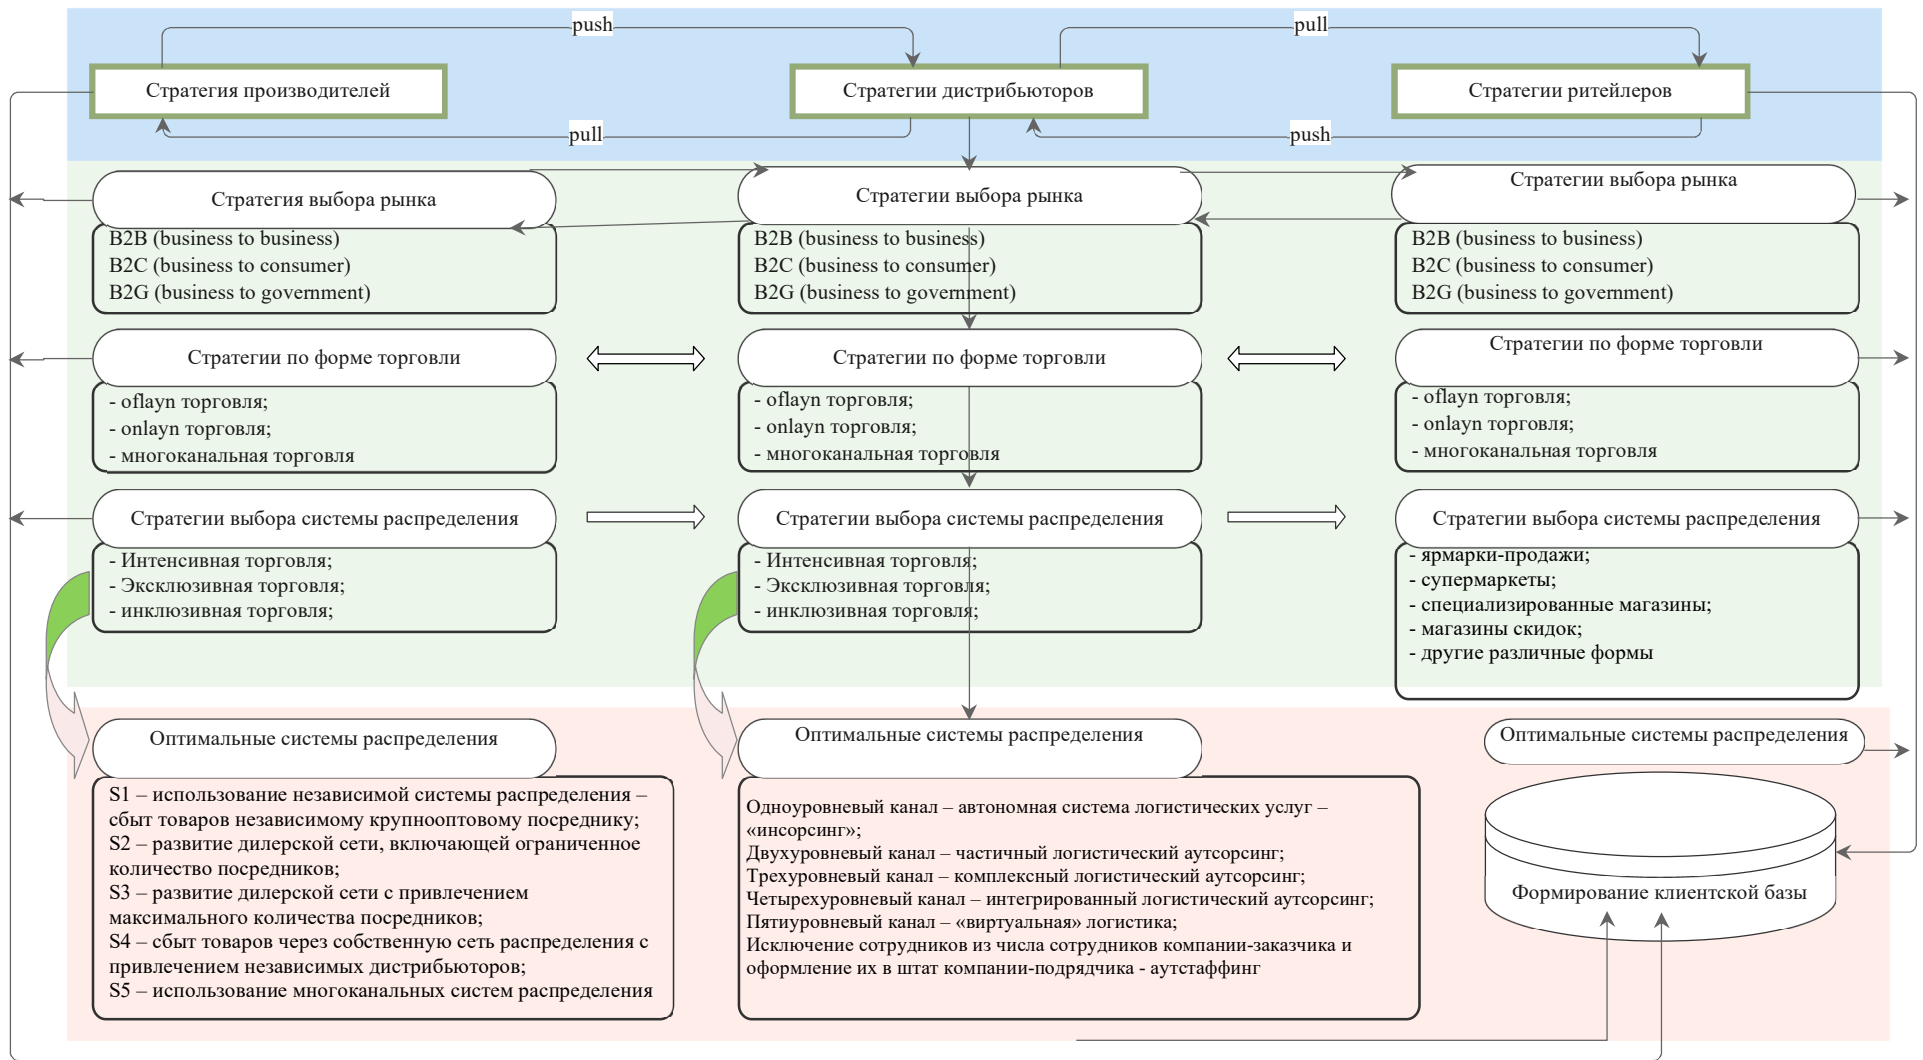 push
pull
Стратегия производителей
Стратегии дистрибьюторов
Стратегии ритейлеров
pull
push
Стратегия выбора рынка
B2B (business to business)
B2C (business to consumer)
B2G (business to government)
Стратегии выбора рынка
B2B (business to business)
B2C (business to consumer)
B2G (business to government)
Стратегии выбора рынка
B2B (business to business)
B2C (business to consumer)
B2G (business to government)
Стратегии по форме торговли
- oflayn торговля;
- onlayn торговля;
- многоканальная торговля
Стратегии по форме торговли
- oflayn торговля;
- onlayn торговля;
- многоканальная торговля
Стратегии по форме торговли
- oflayn торговля;
- onlayn торговля;
- многоканальная торговля
Стратегии выбора системы распределения
- Интенсивная торговля;
- Эксклюзивная торговля;
- инклюзивная торговля;
Стратегии выбора системы распределения
- Интенсивная торговля;
- Эксклюзивная торговля;
- инклюзивная торговля;
Стратегии выбора системы распределения
- ярмарки-продажи;
- супермаркеты;
- специализированные магазины;
- магазины скидок;
- другие различные формы
Оптимальные системы распределения
S1 – использование независимой системы распределения –
сбыт товаров независимому крупнооптовому посреднику;
S2 – развитие дилерской сети, включающей ограниченное
количество посредников;
S3 – развитие дилерской сети с привлечением
максимального количества посредников;
S4 – сбыт товаров через собственную сеть распределения с
привлечением независимых дистрибьюторов;
S5 – использование многоканальных систем распределения
Оптимальные системы распределения
Одноуровневый канал – автономная система логистических услуг –
«инсорсинг»;
Двухуровневый канал – частичный логистический аутсорсинг;
Трехуровневый канал – комплексный логистический аутсорсинг;
Четырехуровневый канал – интегрированный логистический аутсорсинг;
Пятиуровневый канал – «виртуальная» логистика;
Исключение сотрудников из числа сотрудников компании-заказчика и
оформление их в штат компании-подрядчика - аутстаффинг
Оптимальные системы распределения
Формирование клиентской базы